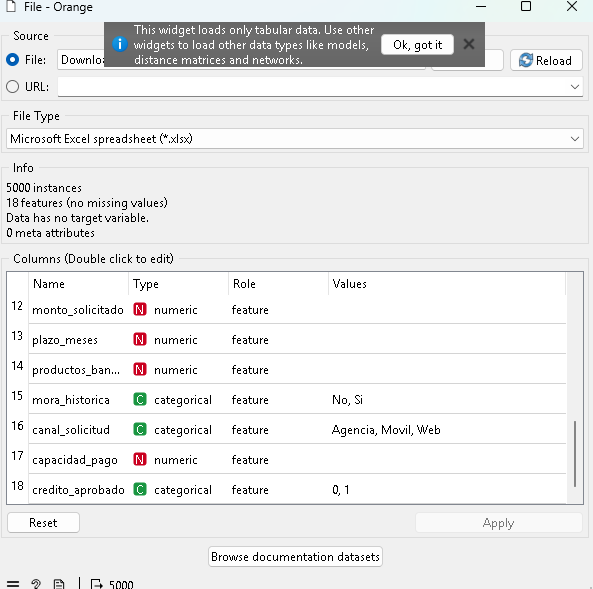 File - Orange
Source
This widget loads only tabular data. Use other
widgets to load other data types like models,
distance matrices and networks.
Ok, got it
File:
Reload
URL:
File Type
Microsoft Excel spreadsheet (*.xlsx)
Info
5000 instances
18 features (no missing values)
Data has no target variable.
0 meta attributes
Columns (Double click to edit)
Name Type Role Values
12 monto_solicitado N numeric feature
13 plazo_meses N numeric feature
14 productos_ban... N numeric feature
15 mora_historica C categorical feature No, Si
16 canal_solicitud C categorical feature Agencia, Movil, Web
17 capacidad_pago N numeric feature
18 credito_aprobado C categorical feature 0, 1
Reset
Apply
Browse documentation datasets
5000